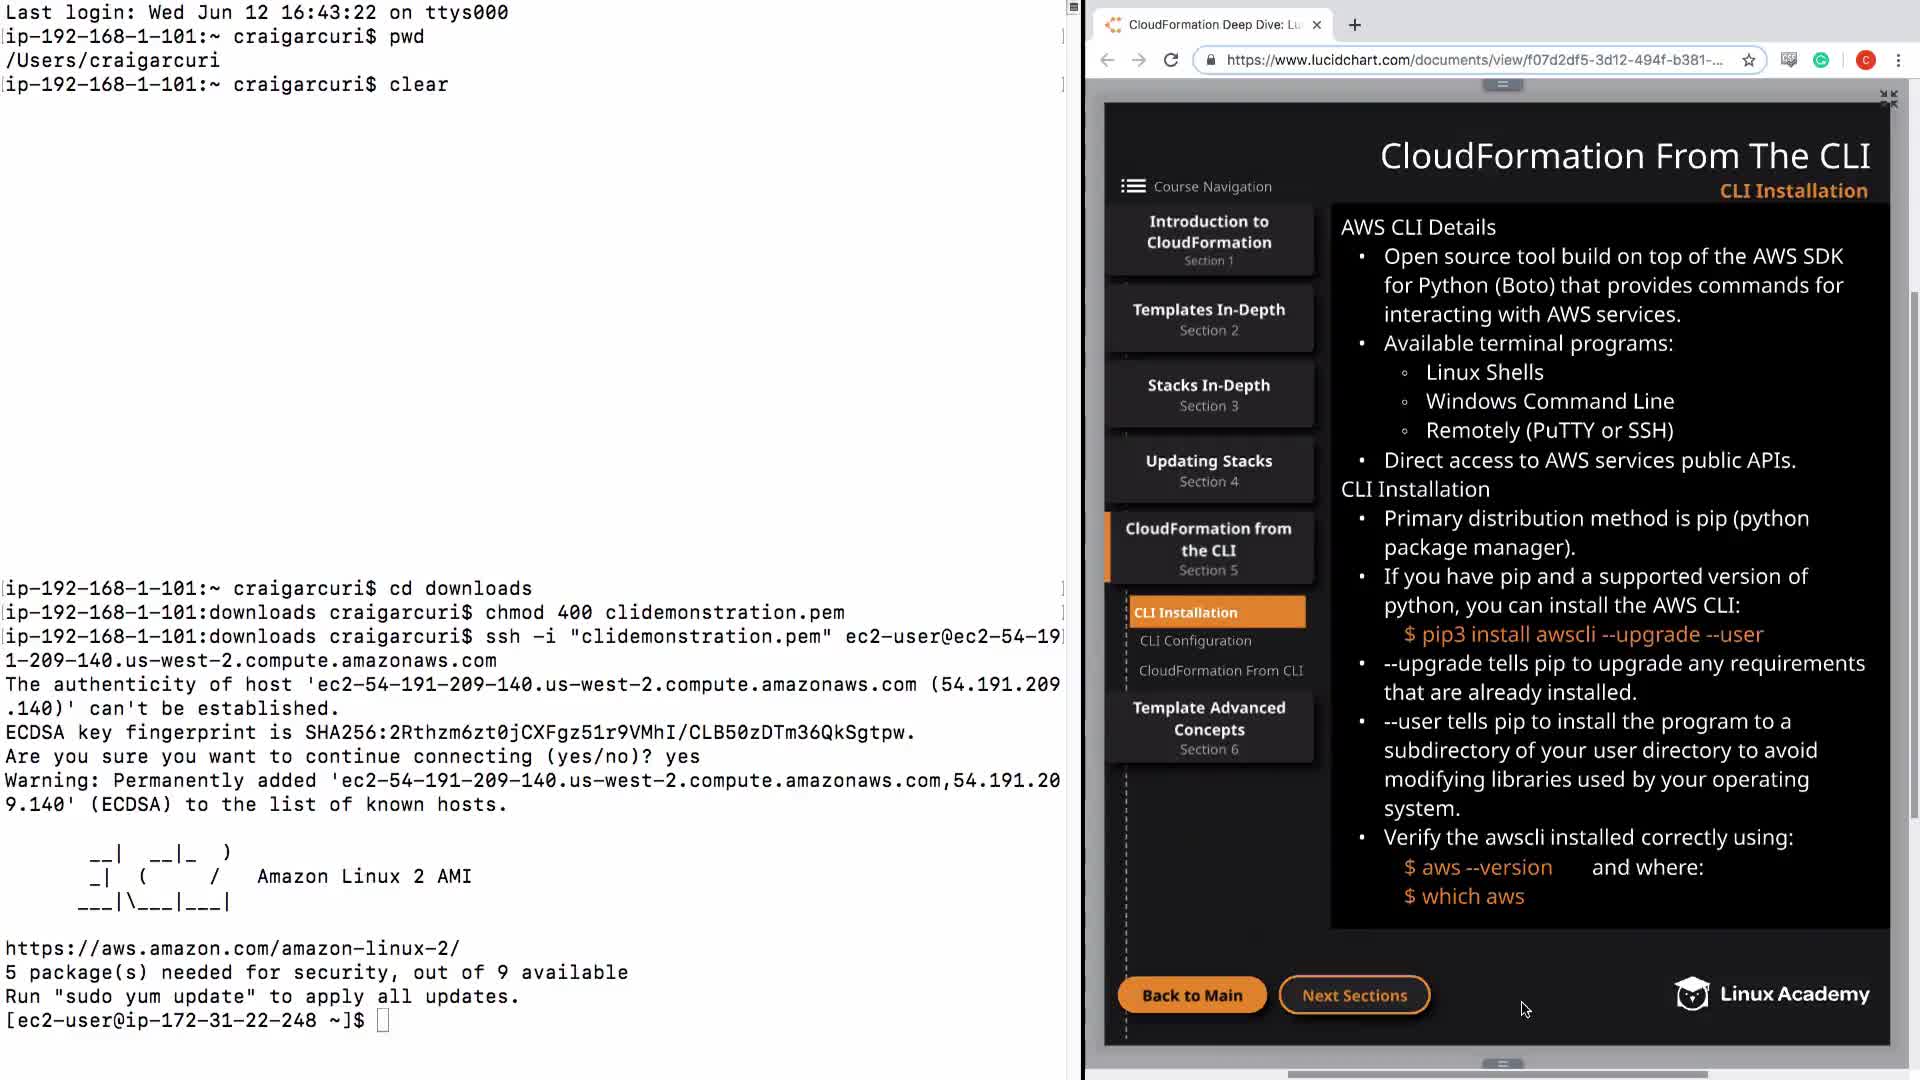 Last login: Wed Jun 12 16:43:22 on ttys000
ip-192-168-1-101:~ craigarcuri$ pwd
/Users/craigarcuri
ip-192-168-1-101:~ craigarcuri$ clear
ip-192-168-1-101:~ craigarcuri$ cd downloads
ip-192-168-1-101:downloads craigarcuri$ chmod 400 clidemonstration.pem
ip-192-168-1-101:downloads craigarcuri$ ssh -i "clidemonstration.pem" ec2-user@ec2-54-19
1-209-140.us-west-2.compute.amazonaws.com
The authenticity of host 'ec2-54-191-209-140.us-west-2.compute.amazonaws.com (54.191.209
.140)' can't be established.
ECDSA key fingerprint is SHA256:2Rthzm6zt0jCXFgz51r9VMhI/CLB50zDTm36QkSgtpw.
Are you sure you want to continue connecting (yes/no)? yes
Warning: Permanently added 'ec2-54-191-209-140.us-west-2.compute.amazonaws.com,54.191.20
9.140' (ECDSA) to the list of known hosts.
__|  __|_  )
_|  (     /   Amazon Linux 2 AMI
___|\___|___|
https://aws.amazon.com/amazon-linux-2/
5 package(s) needed for security, out of 9 available
Run "sudo yum update" to apply all updates.
[ec2-user@ip-172-31-22-248 ~]$
CloudFormation Deep Dive: Lu
https://www.lucidchart.com/documents/view/f07d2df5-3d12-494f-b381-...
C
CloudFormation From The CLI
CLI Installation
Course Navigation
Introduction to
CloudFormation
Section 1
Templates In-Depth
Section 2
Stacks In-Depth
Section 3
Updating Stacks
Section 4
CloudFormation from
the CLI
Section 5
CLI Installation
CLI Configuration
CloudFormation From CLI
Template Advanced
Concepts
Section 6
AWS CLI Details
• Open source tool build on top of the AWS SDK
for Python (Boto) that provides commands for
interacting with AWS services.
• Available terminal programs:
◦ Linux Shells
◦ Windows Command Line
◦ Remotely (PuTTY or SSH)
• Direct access to AWS services public APIs.
CLI Installation
• Primary distribution method is pip (python
package manager).
• If you have pip and a supported version of
python, you can install the AWS CLI:
$ pip3 install awscli --upgrade --user
• --upgrade tells pip to upgrade any requirements
that are already installed.
• --user tells pip to install the program to a
subdirectory of your user directory to avoid
modifying libraries used by your operating
system.
• Verify the awscli installed correctly using:
$ aws --version and where:
$ which aws
Back to Main
Next Sections
Linux Academy